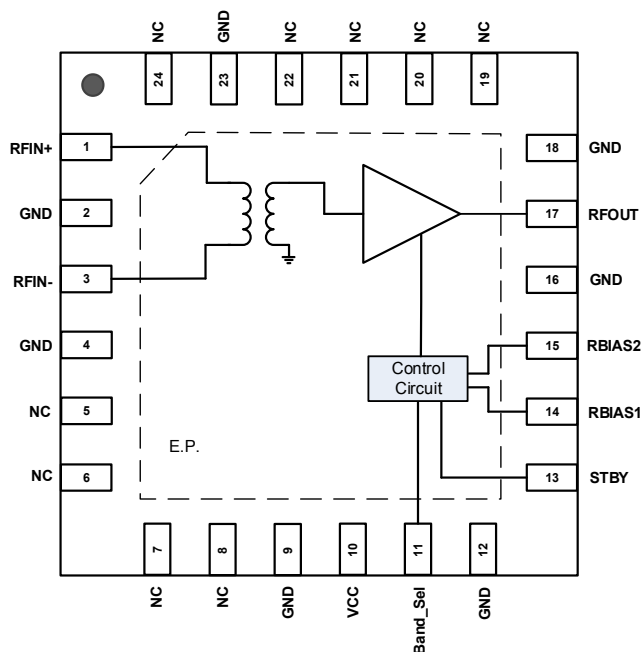 NC
GND
NC
NC
NC
NC
24
23
22
21
20
19
RFIN+
1
18
GND
GND
2
17
RFOUT
RFIN-
3
16
GND
GND
4
15
RBIAS2
Control
Circuit
NC
5
14
RBIAS1
E.P.
NC
6
13
STBY
7
8
9
10
11
12
NC
NC
GND
VCC
Band_Sel
GND